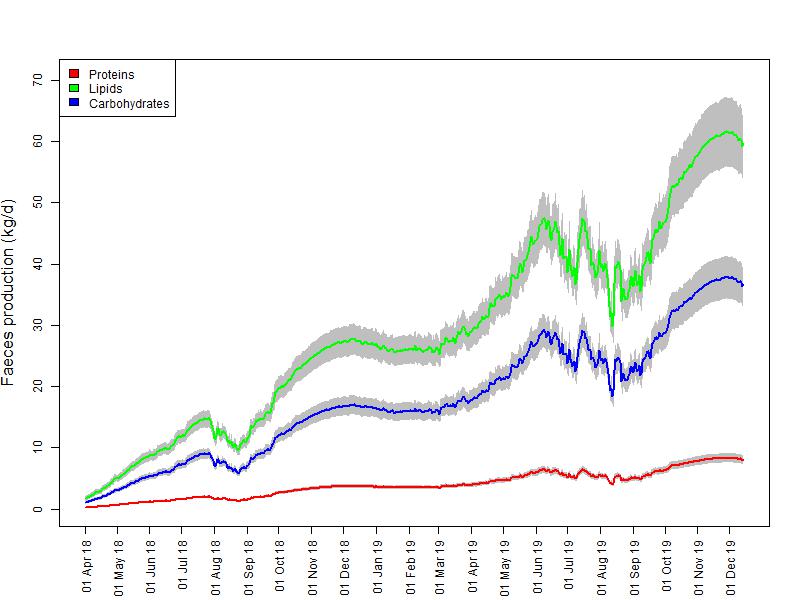 Proteins
Lipids
Carbohydrates
Faeces production (kg/d)
70
60
50
40
30
20
10
0
01 Apr 18
01 May 18
01 Jun 18
01 Jul 18
01 Aug 18
01 Sep 18
01 Oct 18
01 Nov 18
01 Dec 18
01 Jan 19
01 Feb 19
01 Mar 19
01 Apr 19
01 May 19
01 Jun 19
01 Jul 19
01 Aug 19
01 Sep 19
01 Oct 19
01 Nov 19
01 Dec 19